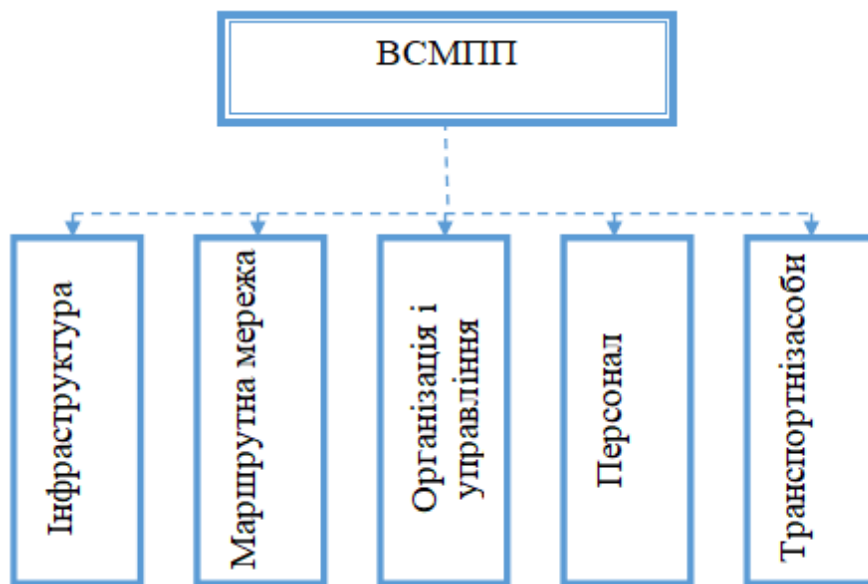 ВСМПП
Інфраструктура
Маршрутна мережа
Організація і
управління
Персонал
Транспортнізасоби